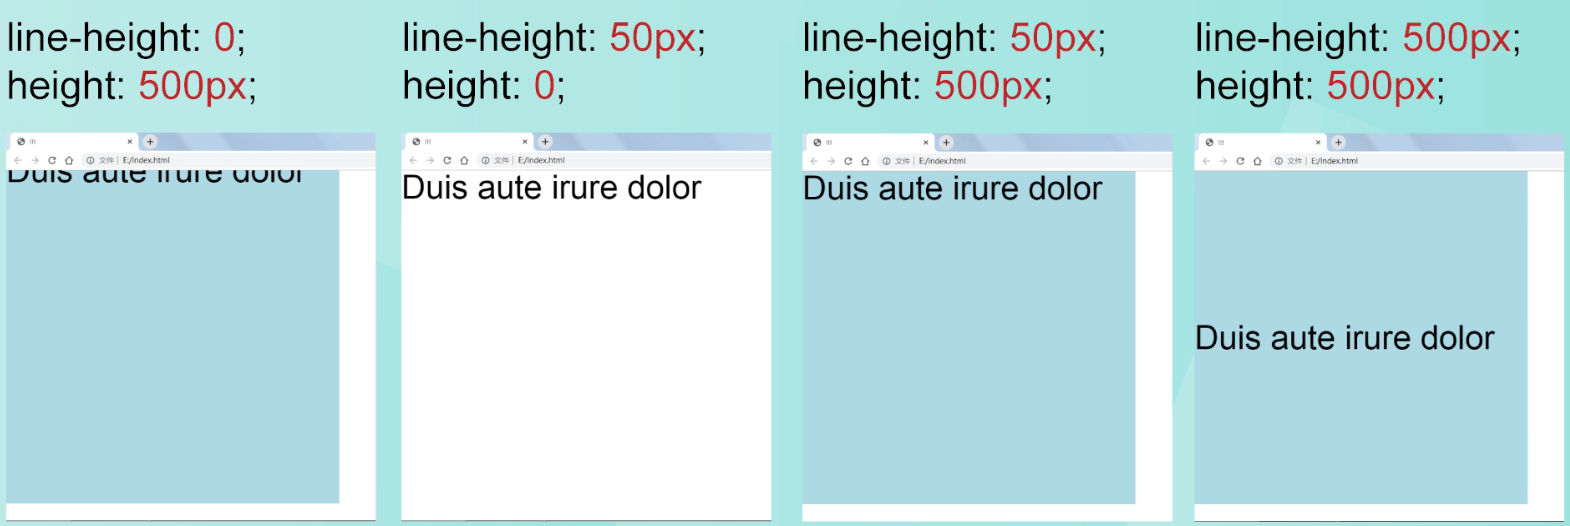 line-height: 0;
height: 500px;
文件 E:/index.html
Duis aute irure dolor
line-height: 50px;
height: 0;
文件 E:/index.html
Duis aute irure dolor
line-height: 50px;
height: 500px;
文件 E:/index.html
Duis aute irure dolor
line-height: 500px;
height: 500px;
文件 E:/index.html
Duis aute irure dolor